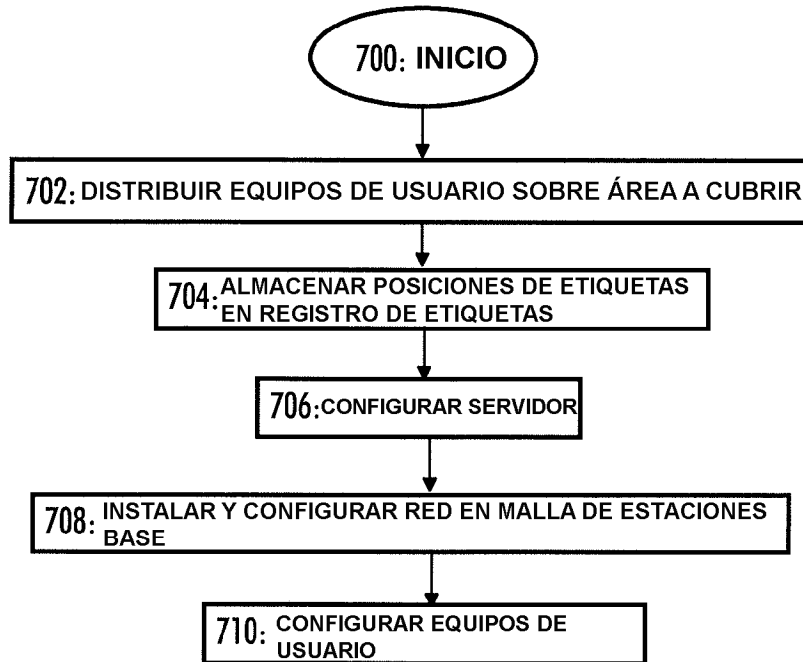 700: INICIO
702: DISTRIBUIR EQUIPOS DE USUARIO SOBRE ÁREA A CUBRIR
704: ALMACENAR POSICIONES DE ETIQUETAS
EN REGISTRO DE ETIQUETAS
706: CONFIGURAR SERVIDOR
708: INSTALAR Y CONFIGURAR RED EN MALLA DE ESTACIONES
BASE
710: CONFIGURAR EQUIPOS DE
USUARIO